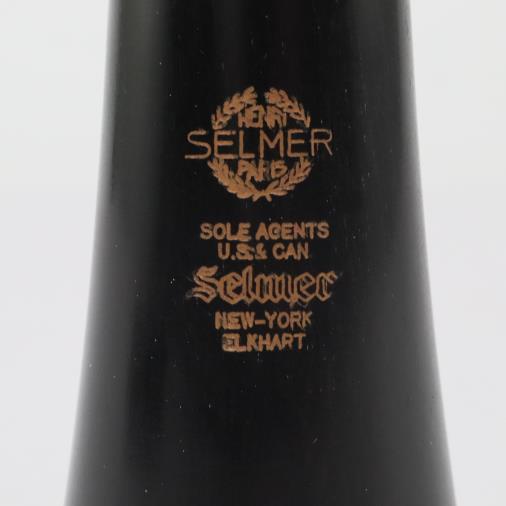 HENRI
SELMER
PARIS
SOLE AGENTS
U.S. & CAN
Selmer
NEW-YORK
ELKHART